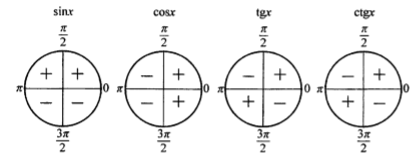 sinx cosx tgx ctgx
π/2 π/2 π/2 π/2
+ + − + − + − +
π 0 π 0 π 0 π 0
− − − + + − + −
3π/2 3π/2 3π/2 3π/2